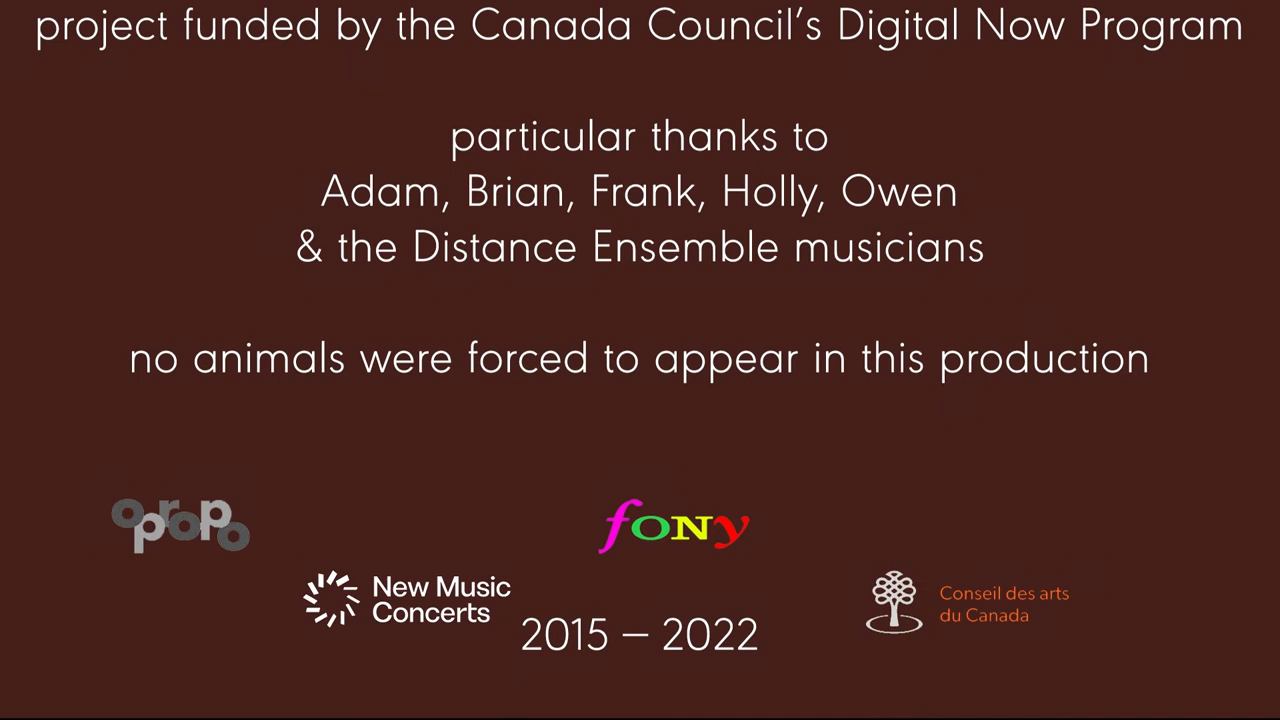 project funded by the Canada Council’s Digital Now Program
particular thanks to
Adam, Brian, Frank, Holly, Owen
& the Distance Ensemble musicians
no animals were forced to appear in this production
oproropo
fony
New Music
Concerts
Conseil des arts
du Canada
2015 – 2022